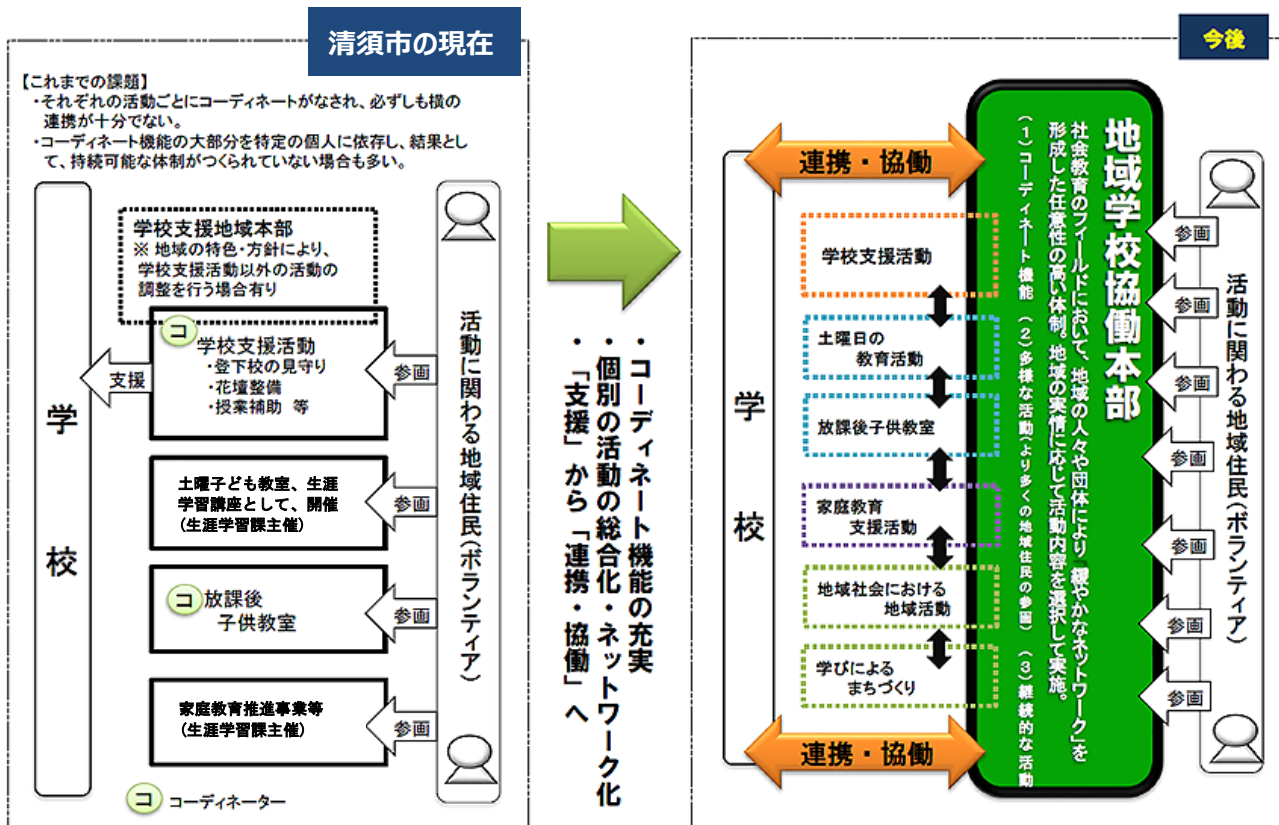 清須市の現在
【これまでの課題】
・それぞれの活動ごとにコーディネートがなされ、必ずしも横の
連携が十分でない。
・コーディネート機能の大部分を特定の個人に依存し、結果とし
て、持続可能な体制がつくられていない場合も多い。
学校
学校支援地域本部
※ 地域の特色・方針により、
学校支援活動以外の活動の
調整を行う場合有り
コ
学校支援活動
・登下校の見守り
・花壇整備
・授業補助 等
支援
参画
土曜子ども教室、生涯
学習講座として、開催
(生涯学習課主催)
参画
コ 放課後
子供教室
参画
家庭教育推進事業等
(生涯学習課主催)
参画
活動に関わる地域住民(ボランティア)
コ コーディネーター
・コーディネート機能の充実
・個別の活動の総合化・ネットワーク化
・「支援」から「連携・協働」へ
今後
学校
連携・協働
学校支援活動
土曜日の
教育活動
放課後子供教室
家庭教育
支援活動
地域社会における
地域活動
学びによる
まちづくり
連携・協働
地域学校協働本部
社会教育のフィールドにおいて、地域の人々や団体により「緩やかなネットワーク」を
形成した任意性の高い体制。地域の実情に応じて活動内容を選択して実施。
(1)コーディネート機能 (2)多様な活動(より多くの地域住民の参画) (3)継続的な活動
参画
参画
参画
参画
参画
参画
参画
活動に関わる地域住民(ボランティア)